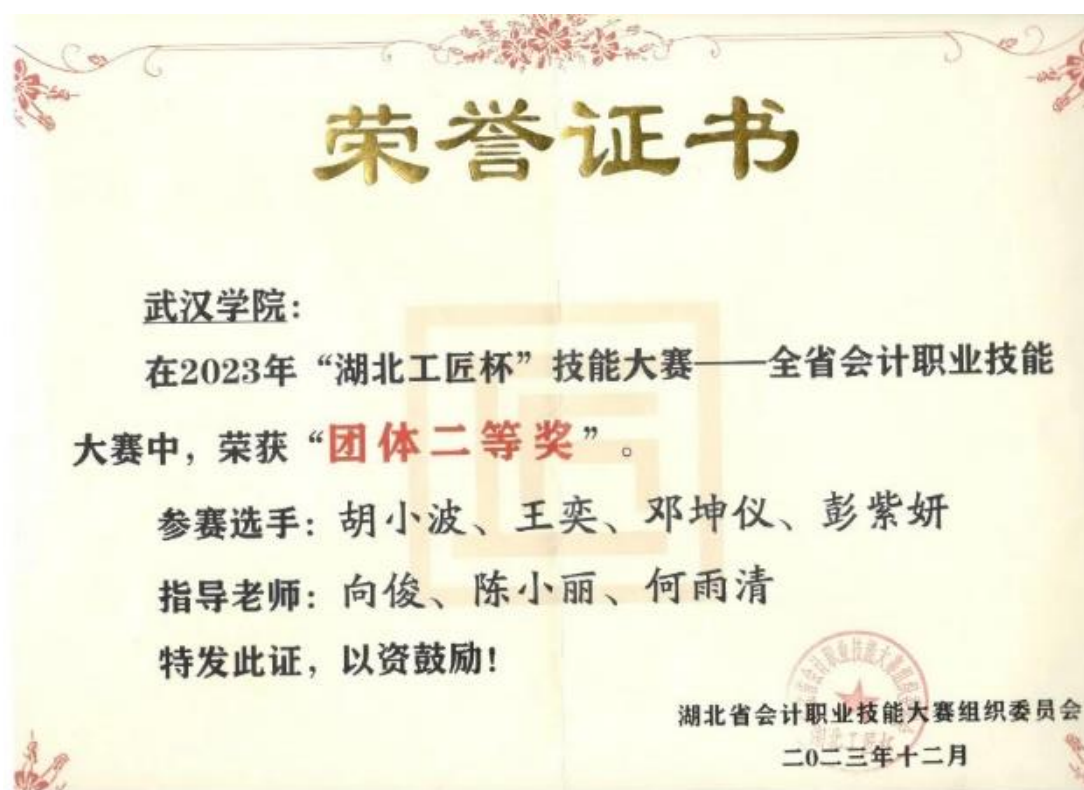 荣誉证书
武汉学院：
在2023年“湖北工匠杯”技能大赛——全省会计职业技能
大赛中，荣获“团体二等奖”。
参赛选手：胡小波、王奕、邓坤仪、彭紫妍
指导老师：向俊、陈小丽、何雨清
特发此证，以资鼓励！
湖北省会计职业技能大赛组织委员会
二〇二三年十二月